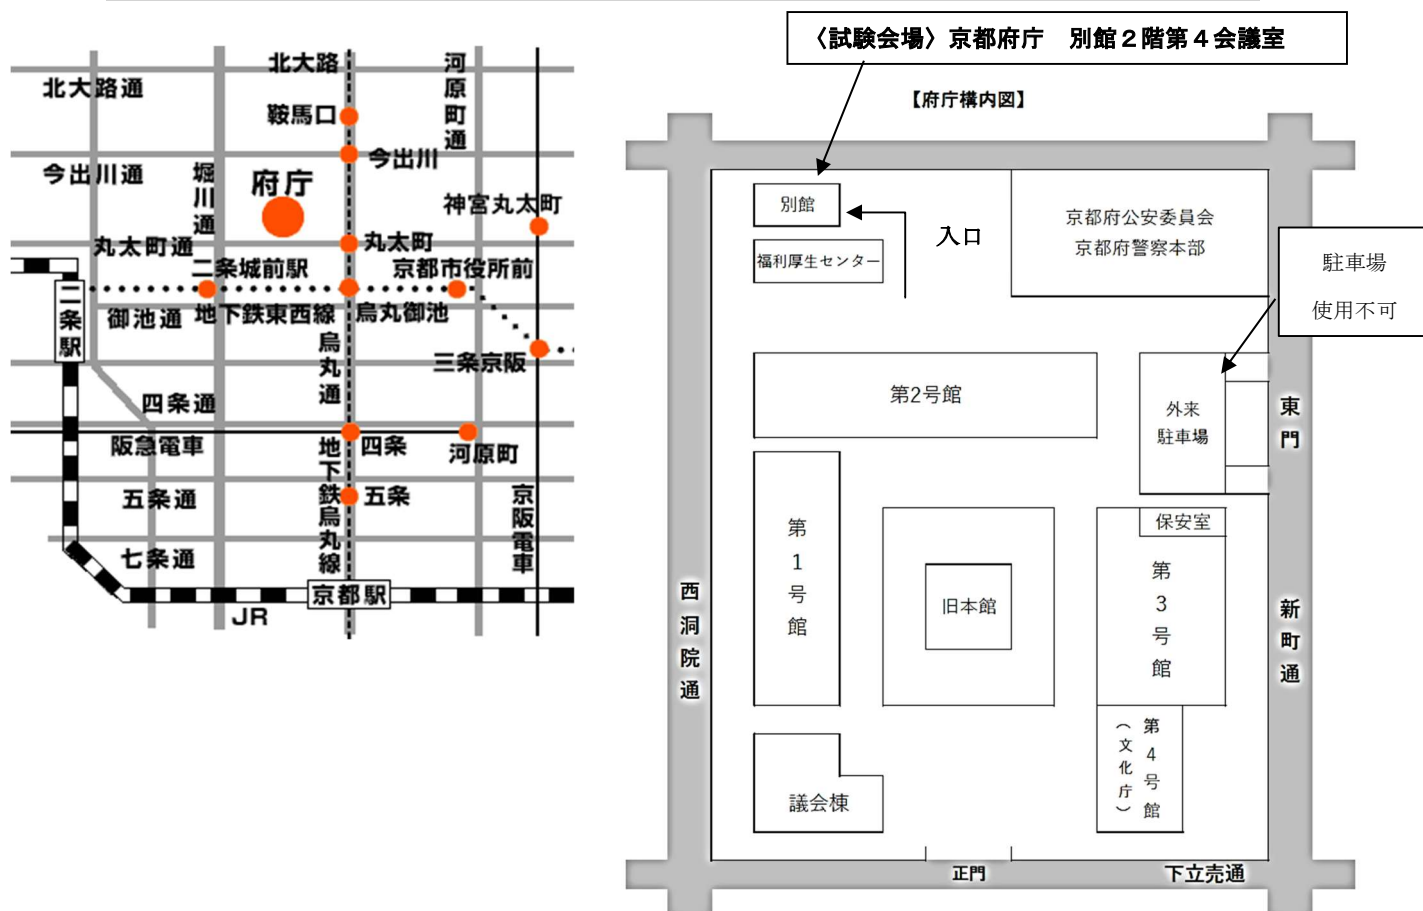 〈試験会場〉京都府庁　別館２階第４会議室
北大路
河原町通
北大路通
鞍馬口
今出川
今出川通
堀川通
府庁
神宮丸太町
丸太町通
丸太町
二条城前駅
京都市役所前
二条駅
御池通
地下鉄東西線
烏丸御池
烏丸通
三条京阪
四条通
阪急電車
地下鉄烏丸線
四条
河原町
五条通
五条
京阪電車
七条通
京都駅
JR
【府庁構内図】
別館
入口
京都府公安委員会
京都府警察本部
福利厚生センター
駐車場
使用不可
第2号館
外来
駐車場
東門
第1号館
保安室
旧本館
第3号館
西洞院通
新町通
第4号館
（文化庁）
議会棟
正門
下立売通